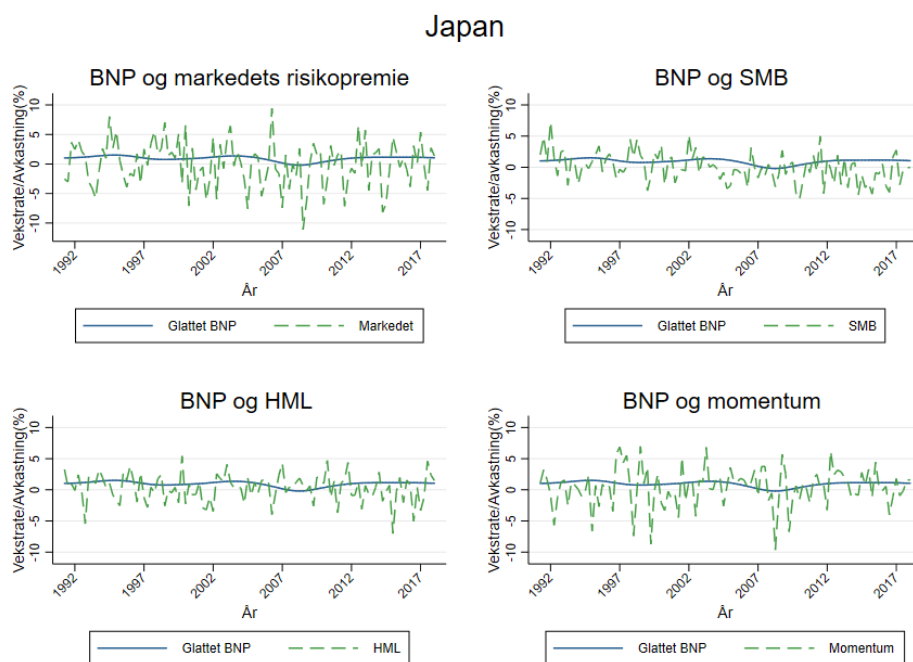 Japan
BNP og markedets risikopremie
Vekstrate/Avkastning(%)
10
5
0
-5
-10
1992
1997
2002
2007
2012
2017
År
Glattet BNP
Markedet
BNP og SMB
Vekstrate/Avkastning(%)
10
5
0
-5
-10
1992
1997
2002
2007
2012
2017
År
Glattet BNP
SMB
BNP og HML
Vekstrate/Avkastning(%)
10
5
0
-5
-10
1992
1997
2002
2007
2012
2017
År
Glattet BNP
HML
BNP og momentum
Vekstrate/Avkastning(%)
10
5
0
-5
-10
1992
1997
2002
2007
2012
2017
År
Glattet BNP
Momentum